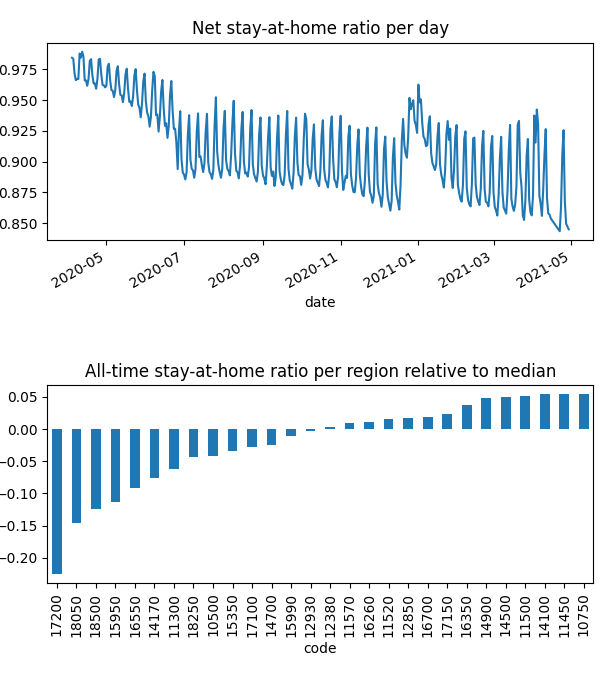 Net stay-at-home ratio per day
0.975
0.950
0.925
0.900
0.875
0.850
2020-05 2020-07 2020-09 2020-11 2021-01 2021-03 2021-05
date
All-time stay-at-home ratio per region relative to median
0.05
0.00
−0.05
−0.10
−0.15
−0.20
17200 18050 18500 15950 16550 14170 11300 18250 10500 15350 17100 14700 15990 12930 12380 11570 16260 11520 12850 16700 17150 16350 14900 14500 11500 14100 11450 10750
code